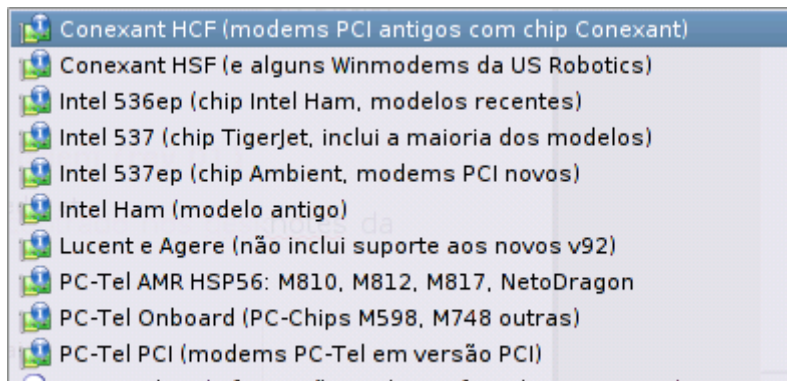 Conexant HCF (modems PCI antigos com chip Conexant)
Conexant HSF (e alguns Winmodems da US Robotics)
Intel 536ep (chip Intel Ham, modelos recentes)
Intel 537 (chip TigerJet, inclui a maioria dos modelos)
Intel 537ep (chip Ambient, modems PCI novos)
Intel Ham (modelo antigo)
Lucent e Agere (não inclui suporte aos novos v92)
PC-Tel AMR HSP56: M810, M812, M817, NetoDragon
PC-Tel Onboard (PC-Chips M598, M748 outras)
PC-Tel PCI (modems PC-Tel em versão PCI)